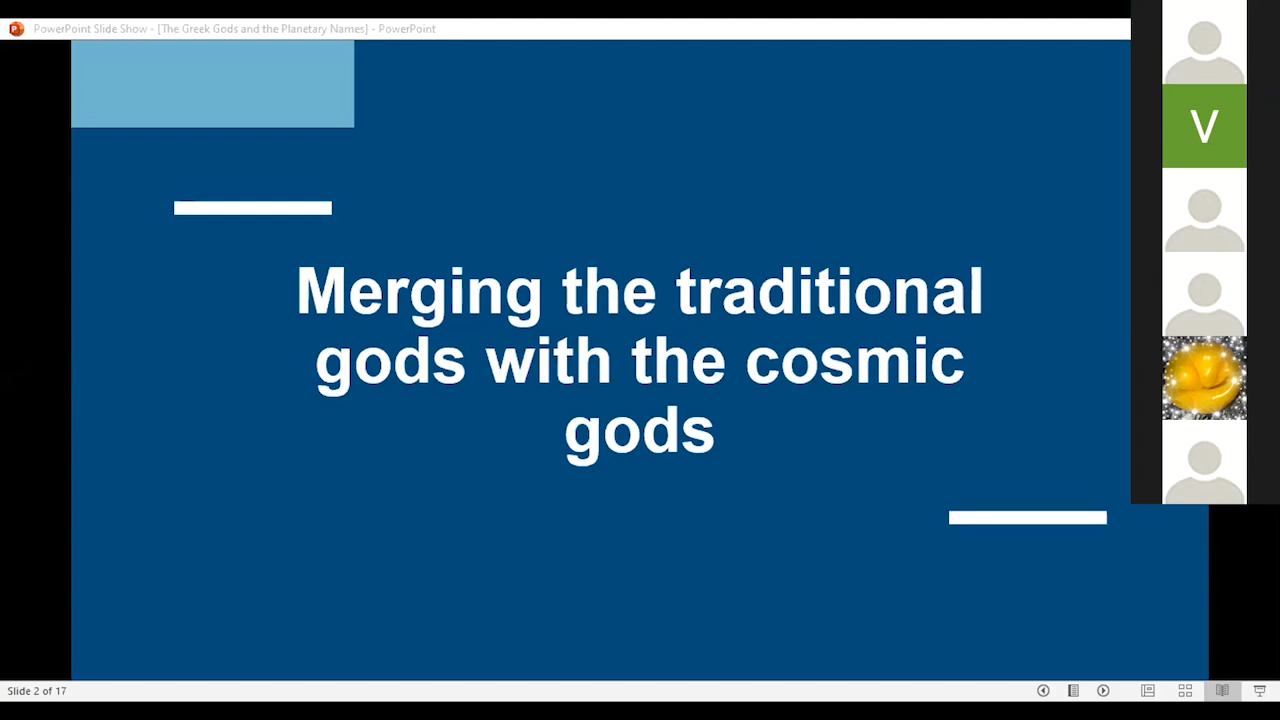 PowerPoint Slide Show - [The Greek Gods and the Planetary Names] - PowerPoint
V
Merging the traditional
gods with the cosmic
gods
Slide 2 of 17